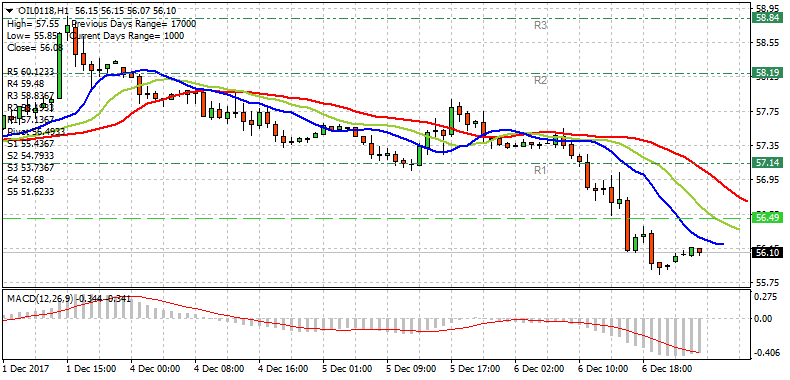 OIL0118,H1 56.15 56.15 56.07 56.10
High= 57.55 Previous Days Range= 17000
Low= 55.85 Current Days Range= 1000
Close= 56.08
R5 60.1233
R4 59.48
R3 58.8367
R1 57.1367
Pivot 56.4933
S1 55.4367
S2 54.7933
S3 53.7367
S4 52.68
S5 51.6233
R3
R2
R1
58.95
58.84
58.55
58.19
57.75
57.35
57.14
56.95
56.49
56.10
55.75
MACD(12,26,9) -0.344 -0.341
0.275
0.00
-0.406
1 Dec 2017
1 Dec 15:00
4 Dec 00:00
4 Dec 08:00
4 Dec 16:00
5 Dec 01:00
5 Dec 09:00
5 Dec 17:00
6 Dec 02:00
6 Dec 10:00
6 Dec 18:00